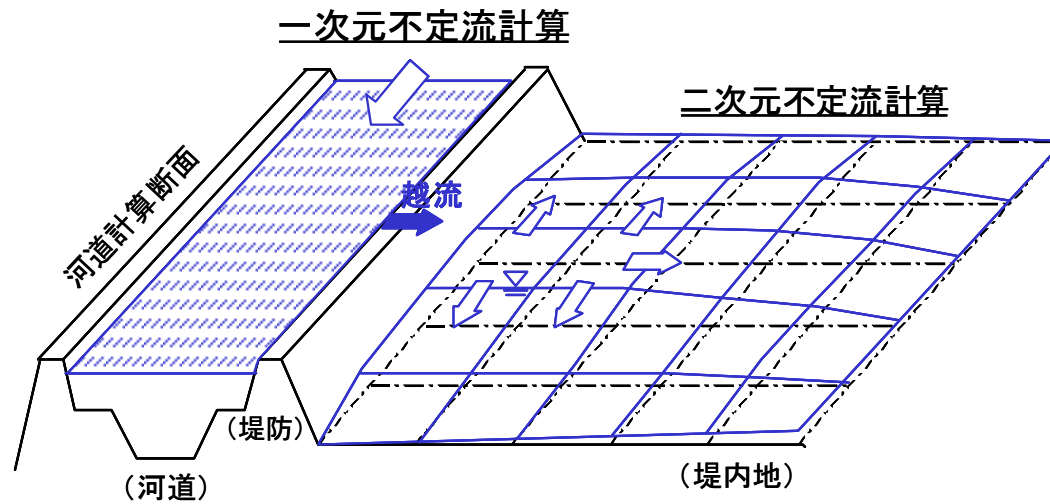 一次元不定流計算
二次元不定流計算
河道計算断面
越流
（堤防）
（河道）
（堤内地）